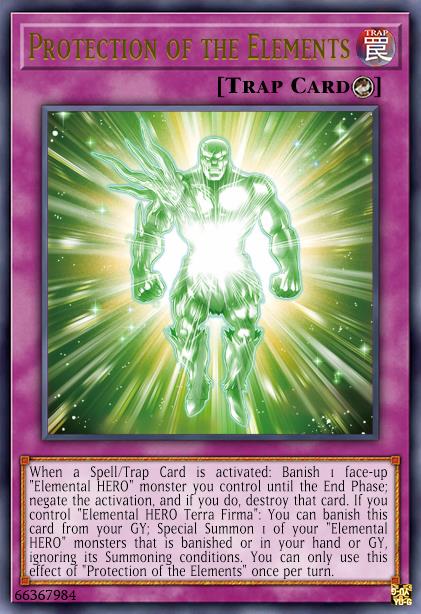 PROTECTION OF THE ELEMENTS
TRAP
罠
[TRAP CARD]
When a Spell/Trap Card is activated: Banish 1 face-up
"Elemental HERO" monster you control until the End Phase;
negate the activation, and if you do, destroy that card. If you
control "Elemental HERO Terra Firma": You can banish
this card from your GY; Special Summon 1 of your "Elemental
HERO" monsters that is banished or in your hand or GY,
ignoring its Summoning conditions. You can only use this
effect of "Protection of the Elements" once per turn.
66367984